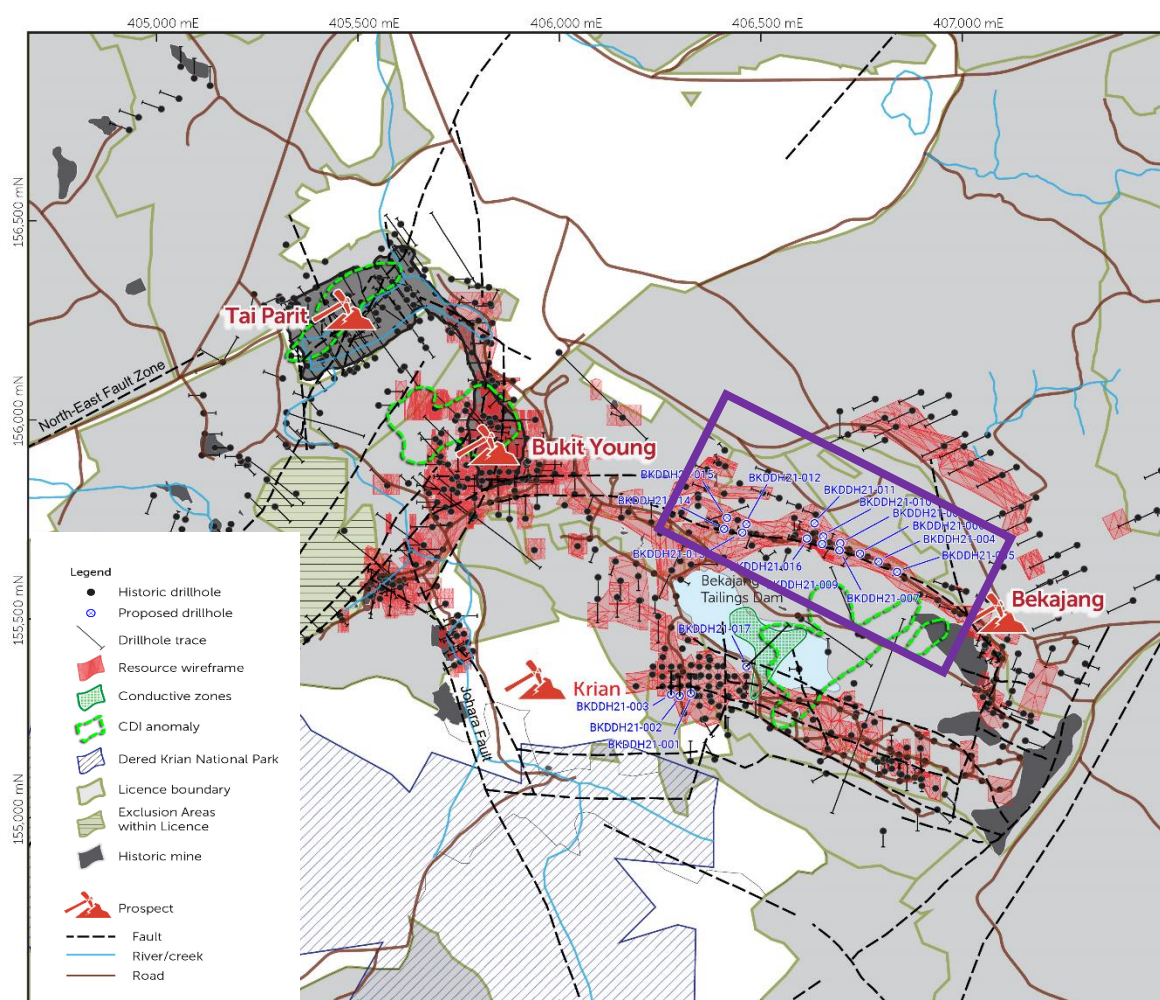 405,000 mE
405,500 mE
406,000 mE
406,500 mE
407,000 mE
156,500 mN
156,000 mN
155,500 mN
155,000 mN
Tai Parit
North-East Fault Zone
Bukit Young
BKDDH21-015
BKDDH21-012
BKDDH21-011
BKDDH21-010
BKDDH21-014
BKDDH21-004
BKDDH21-016
BKDDH21-009
BKDDH21-007
Bekajang
Tailings Dam
Bekajang
BKDDH21-017
Krian
BKDDH21-003
BKDDH21-002
BKDDH21-001
Johara Fault
Legend
Historic drillhole
Proposed drillhole
Drillhole trace
Resource wireframe
Conductive zones
CDI anomaly
Dered Krian National Park
Licence boundary
Exclusion Areas
within Licence
Historic mine
Prospect
Fault
River/creek
Road